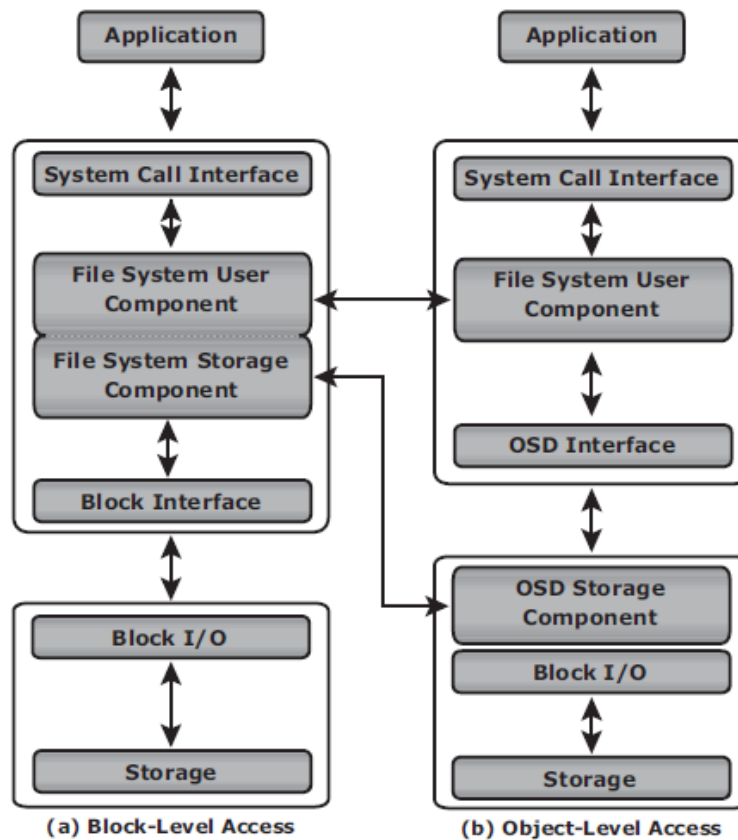 Application
System Call Interface
File System User
Component
File System Storage
Component
Block Interface
Block I/O
Storage
(a) Block-Level Access
Application
System Call Interface
File System User
Component
OSD Interface
OSD Storage
Component
Block I/O
Storage
(b) Object-Level Access